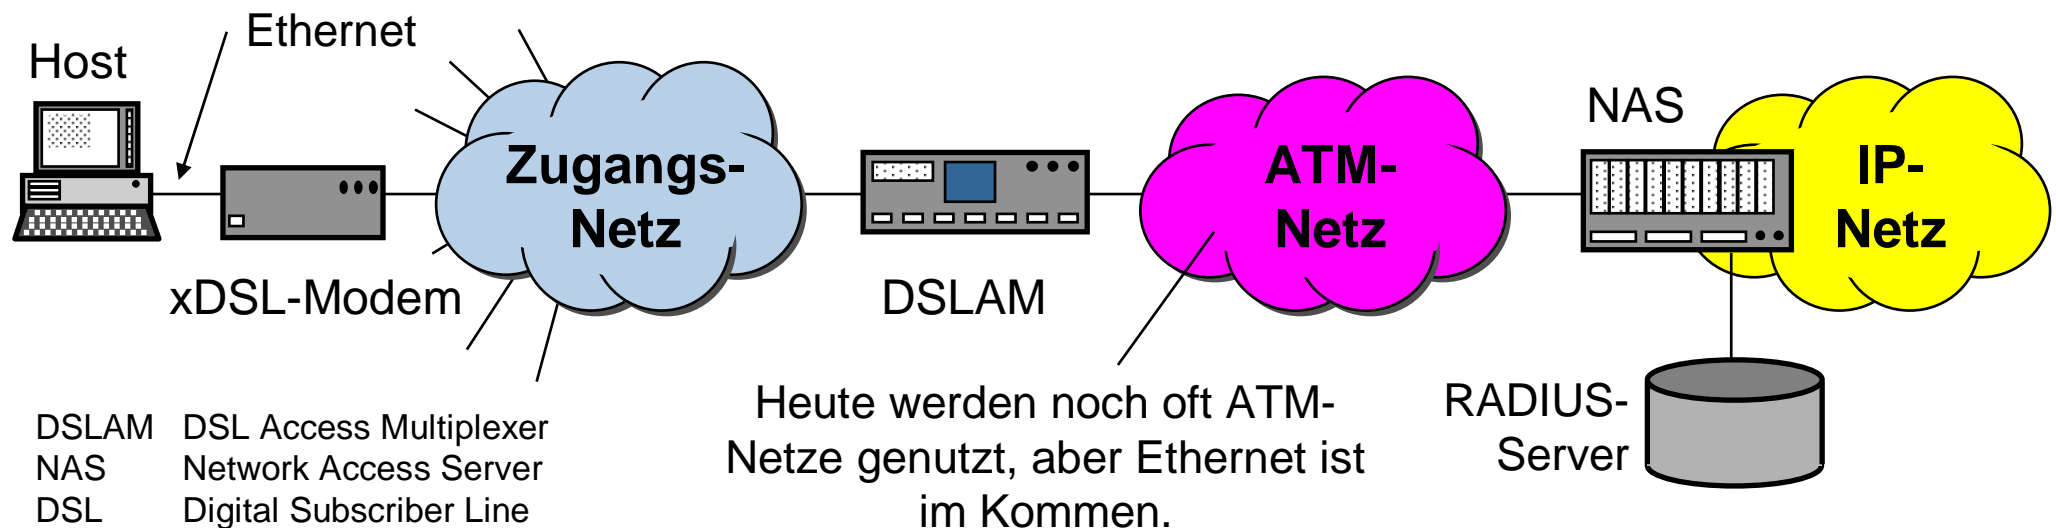 Ethernet
Host
NAS
Zugangs-
Netz
ATM-
Netz
IP-
Netz
xDSL-Modem
DSLAM
Heute werden noch oft ATM-
Netze genutzt, aber Ethernet ist
im Kommen.
RADIUS-
Server
DSLAM DSL Access Multiplexer
NAS Network Access Server
DSL Digital Subscriber Line